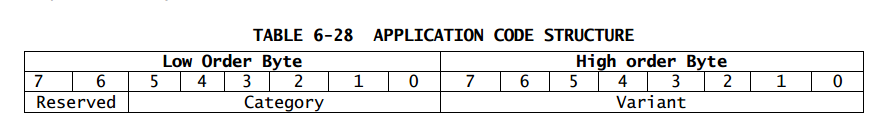 TABLE 6-28 APPLICATION CODE STRUCTURE
Low Order Byte High order Byte
7 6 5 4 3 2 1 0 7 6 5 4 3 2 1 0
Reserved Category Variant